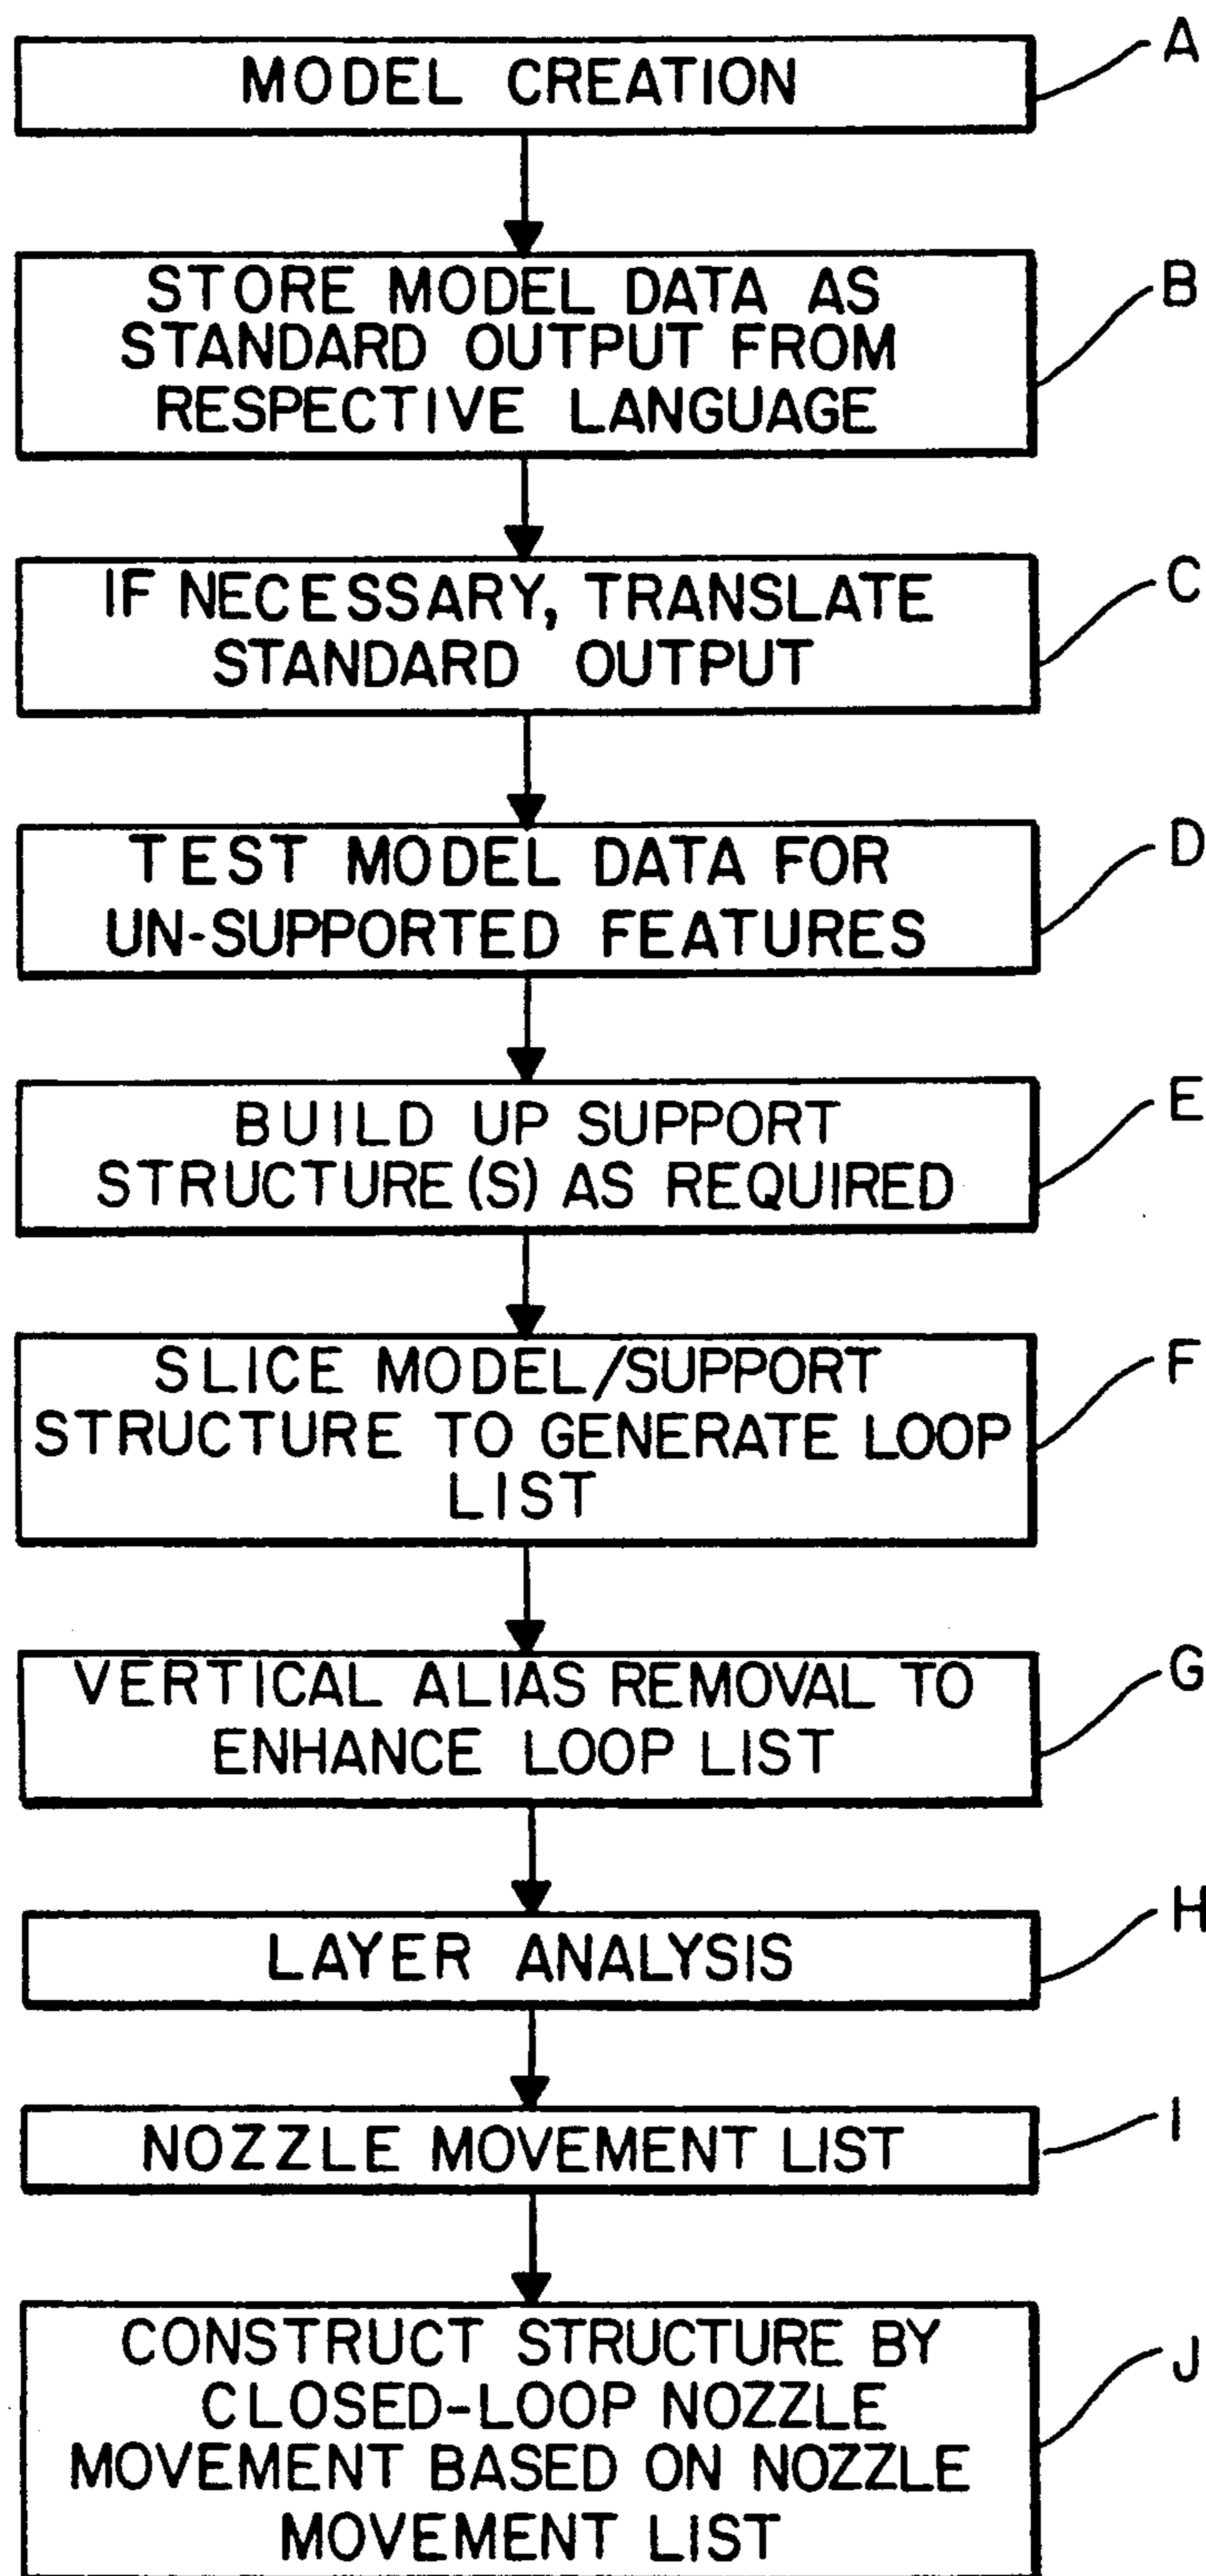 MODEL CREATION
A
STORE MODEL DATA AS
STANDARD OUTPUT FROM
RESPECTIVE LANGUAGE
B
IF NECESSARY, TRANSLATE
STANDARD OUTPUT
C
TEST MODEL DATA FOR
UN-SUPPORTED FEATURES
D
BUILD UP SUPPORT
STRUCTURE(S) AS REQUIRED
E
SLICE MODEL/SUPPORT
STRUCTURE TO GENERATE LOOP
LIST
F
VERTICAL ALIAS REMOVAL TO
ENHANCE LOOP LIST
G
LAYER ANALYSIS
H
NOZZLE MOVEMENT LIST
I
CONSTRUCT STRUCTURE BY
CLOSED-LOOP NOZZLE
MOVEMENT BASED ON NOZZLE
MOVEMENT LIST
J